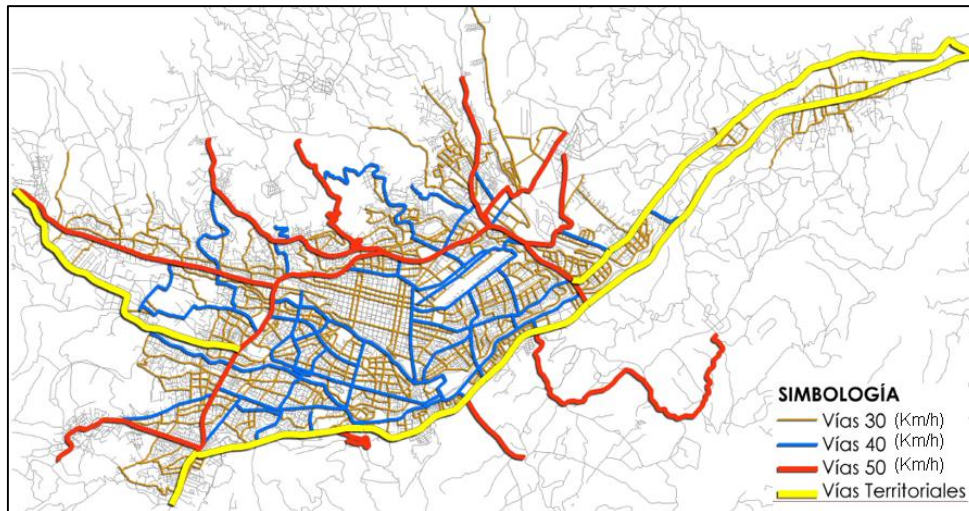 SIMBOLOGÍA
Vías 30 (Km/h)
Vías 40 (Km/h)
Vías 50 (Km/h)
Vías Territoriales